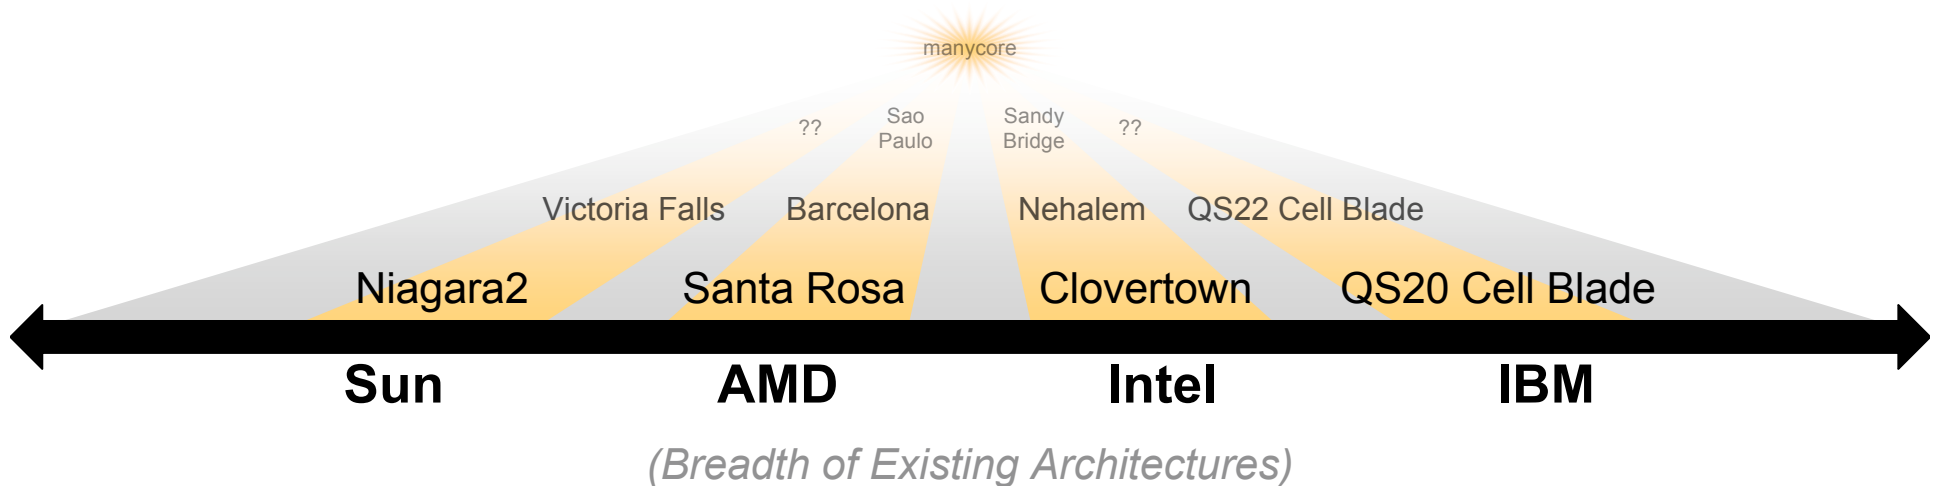 manycore
??
Sao
Paulo
Sandy
Bridge
??
Victoria Falls
Barcelona
Nehalem
QS22 Cell Blade
Niagara2
Santa Rosa
Clovertown
QS20 Cell Blade
Sun
AMD
Intel
IBM
(Breadth of Existing Architectures)